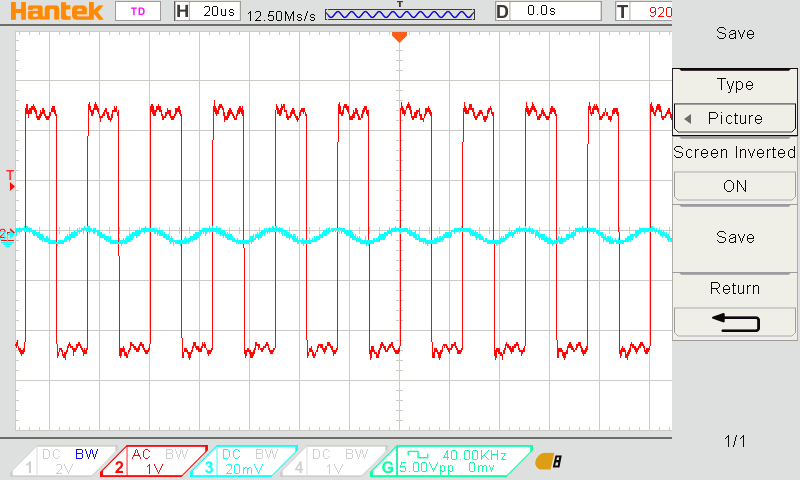 Hantek TD H 20us 12.50Ms/s T D 0.0s T 920
Save
Type
Picture
Screen Inverted
ON
Save
Return
1/1
T
2
1 DC BW 2V
2 AC BW 1V
3 DC BW 20mV
4 DC BW 1V
G 40.00KHz 5.00Vpp 0mv
8